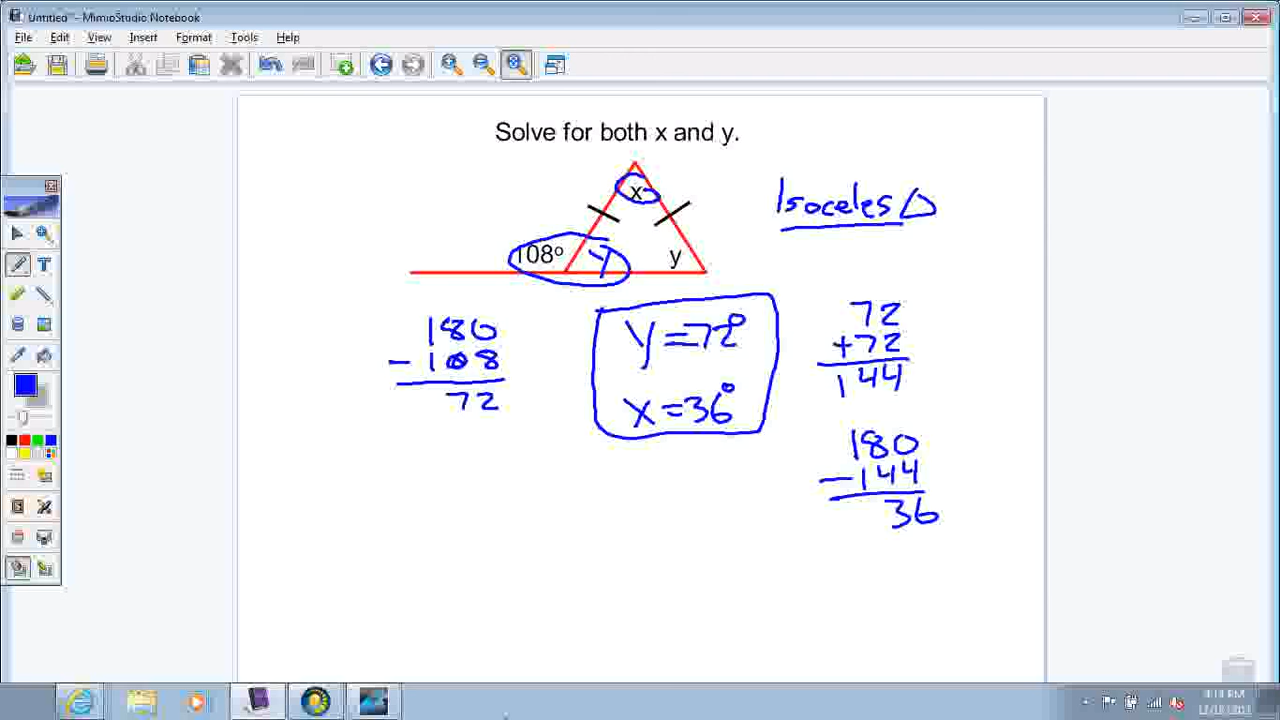 Untitled * - MimioStudio Notebook
File Edit View Insert Format Tools Help
Solve for both x and y.
x
Isoceles △
108° y y
180
- 108
72
y = 72°
x = 36°
72
+ 72
144
180
- 144
36